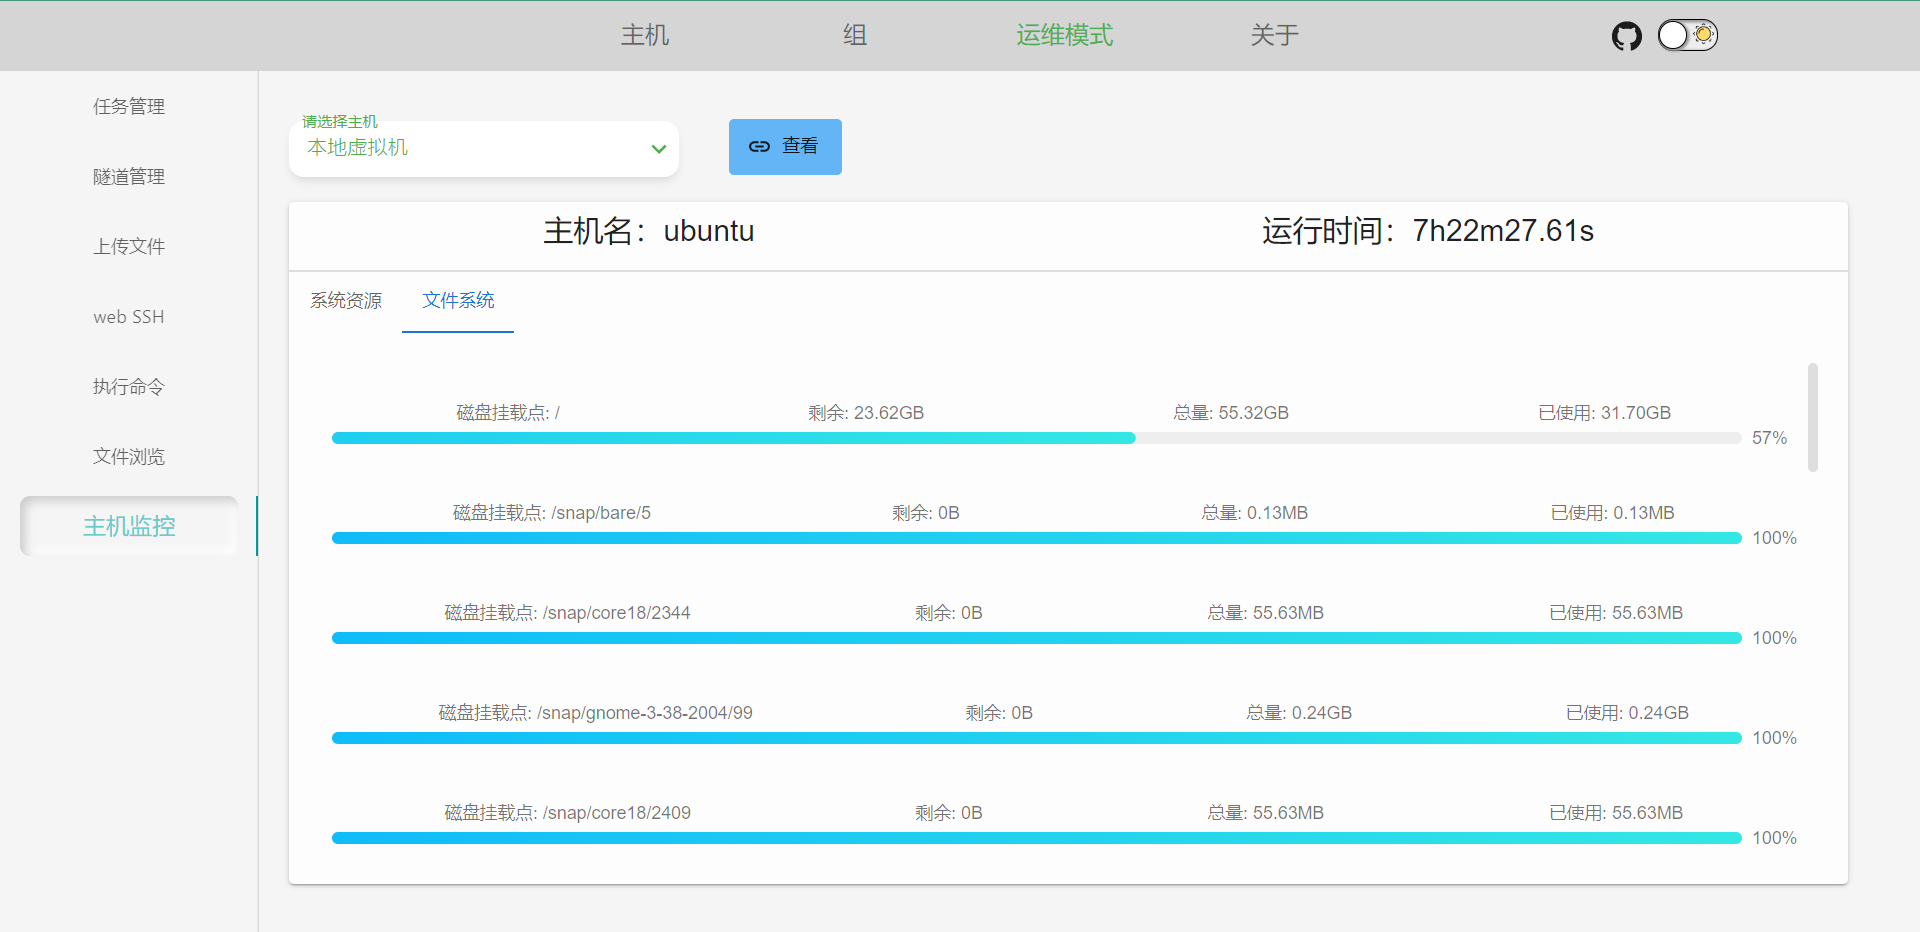 主机 组 运维模式 关于
任务管理
隧道管理
上传文件
web SSH
执行命令
文件浏览
主机监控
请选择主机
本地虚拟机
查看
主机名：ubuntu 运行时间：7h22m27.61s
系统资源 文件系统
磁盘挂载点: / 剩余: 23.62GB 总量: 55.32GB 已使用: 31.70GB
57%
磁盘挂载点: /snap/bare/5 剩余: 0B 总量: 0.13MB 已使用: 0.13MB
100%
磁盘挂载点: /snap/core18/2344 剩余: 0B 总量: 55.63MB 已使用: 55.63MB
100%
磁盘挂载点: /snap/gnome-3-38-2004/99 剩余: 0B 总量: 0.24GB 已使用: 0.24GB
100%
磁盘挂载点: /snap/core18/2409 剩余: 0B 总量: 55.63MB 已使用: 55.63MB
100%